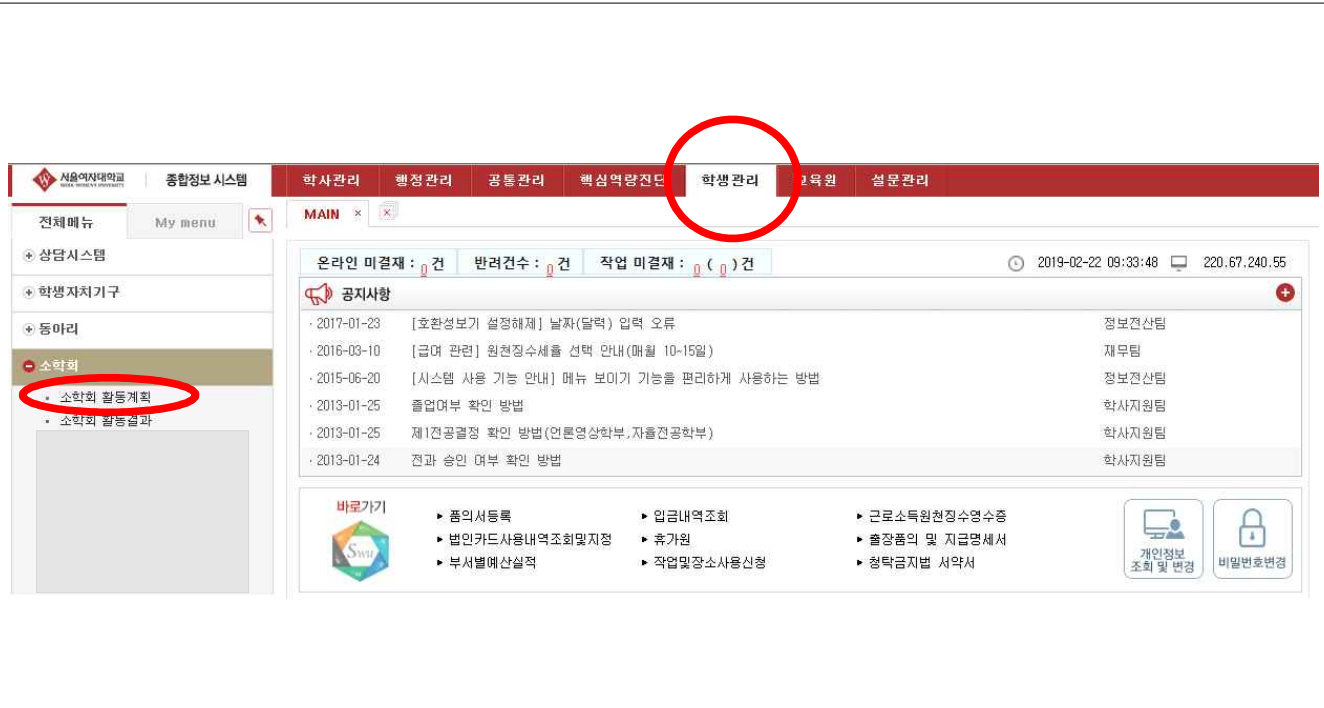 서울여자대학교 종합정보 시스템 학사관리 행정관리 공통관리 핵심역량진단 학생관리 교육원 설문관리
SEOUL WOMEN'S UNIVERSITY
전체메뉴 My menu MAIN
상담시스템
학생자치기구
동아리
소학회
소학회 활동계획
소학회 활동결과
온라인 미결재 : 0 건 반려건수 : 0 건 작업 미결재 : 0 ( 0 ) 건 2019-02-22 09:33:48 220.67.240.55
공지사항
· 2017-01-23 [호환성보기 설정해제] 날짜(달력) 입력 오류 정보전산팀
· 2016-03-10 [급여 관련] 원천징수세율 선택 안내(매월 10~15일) 재무팀
· 2015-06-20 [시스템 사용 기능 안내] 메뉴 보이기 기능을 편리하게 사용하는 방법 정보전산팀
· 2013-01-25 졸업여부 확인 방법 학사지원팀
· 2013-01-25 제1전공결정 확인 방법(언론영상학부,자율전공학부) 학사지원팀
· 2013-01-24 전과 승인 여부 확인 방법 학사지원팀
바로가기
Swu
품의서등록 입금내역조회 근로소득원천징수영수증
법인카드사용내역조회및지정 휴가원 출장품의 및 지급명세서
부서별예산실적 작업및장소사용신청 청탁금지법 서약서
개인정보
조회 및 변경
비밀번호변경